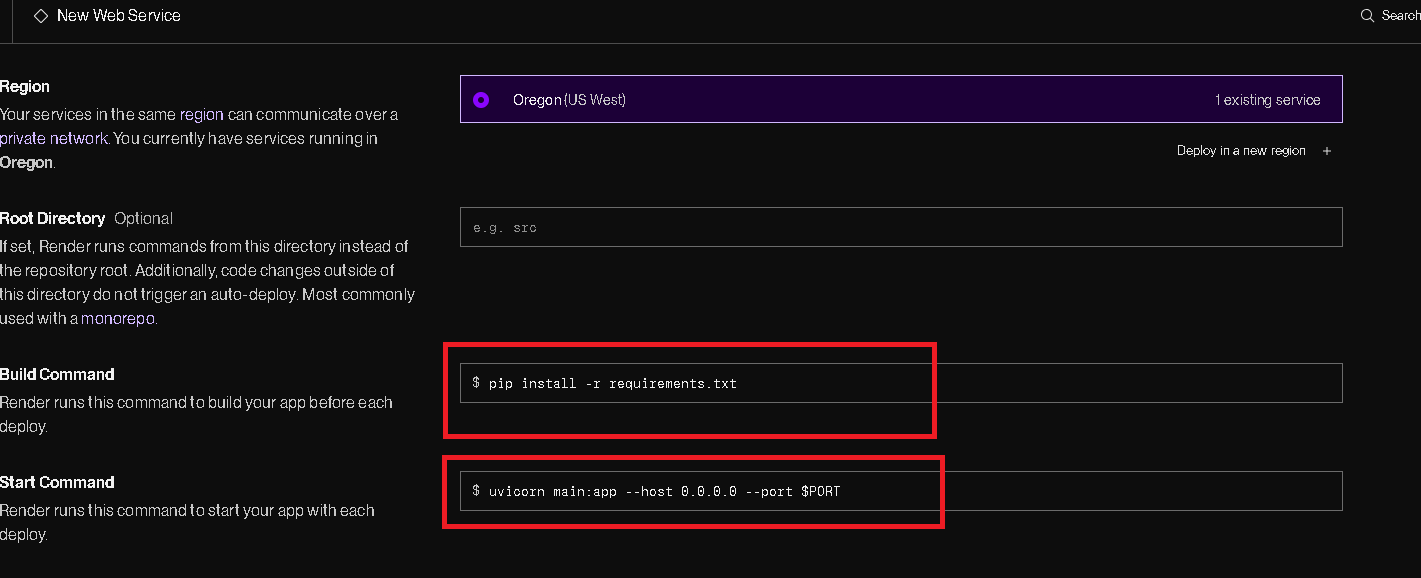 New Web Service
Search
Region
Your services in the same region can communicate over a
private network. You currently have services running in
Oregon.
Oregon (US West)
1 existing service
Deploy in a new region +
Root Directory Optional
If set, Render runs commands from this directory instead of
the repository root. Additionally, code changes outside of
this directory do not trigger an auto-deploy. Most commonly
used with a monorepo.
e.g. src
Build Command
Render runs this command to build your app before each
deploy.
$ pip install -r requirements.txt
Start Command
Render runs this command to start your app with each
deploy.
$ uvicorn main:app --host 0.0.0.0 --port $PORT